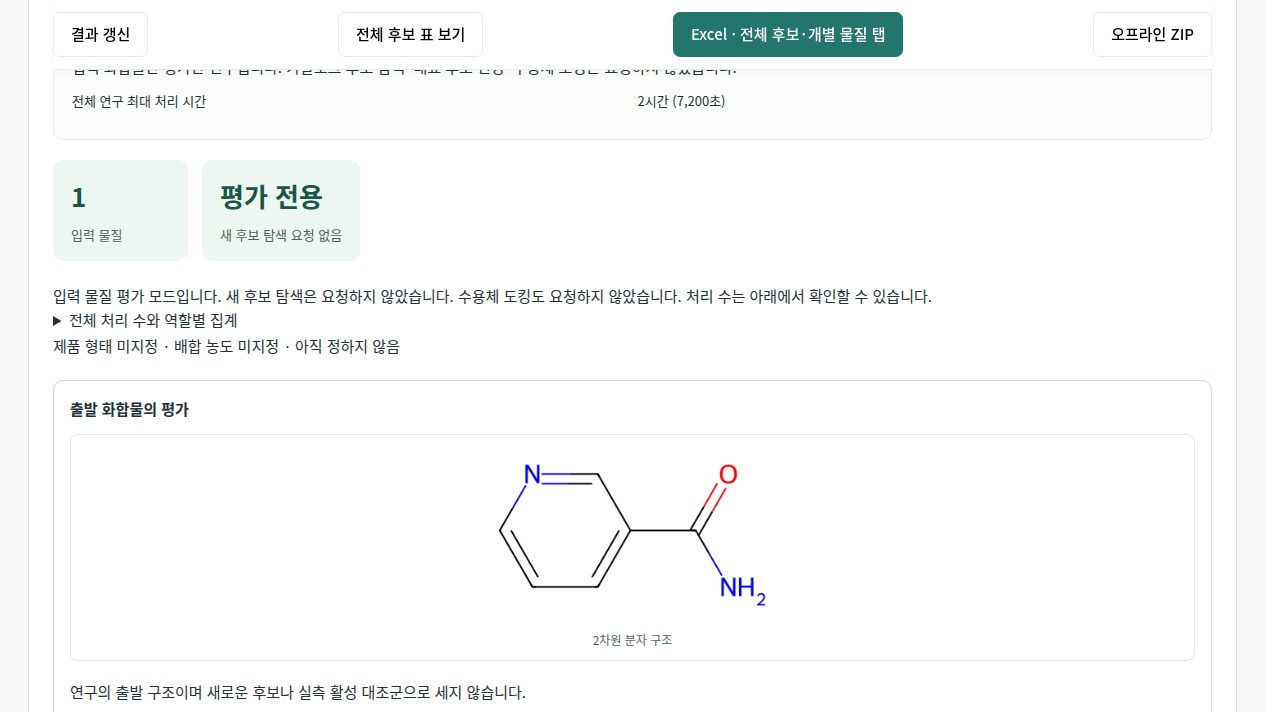 결과 갱신
전체 후보 표 보기
Excel · 전체 후보·개별 물질 탭
오프라인 ZIP
전체 연구 최대 처리 시간
2시간 (7,200초)
1
입력 물질
평가 전용
새 후보 탐색 요청 없음
입력 물질 평가 모드입니다. 새 후보 탐색은 요청하지 않았습니다. 수용체 도킹도 요청하지 않았습니다. 처리 수는 아래에서 확인할 수 있습니다.
▶ 전체 처리 수와 역할별 집계
제품 형태 미지정 · 배합 농도 미지정 · 아직 정하지 않음
출발 화합물의 평가
N
O
NH2
2차원 분자 구조
연구의 출발 구조이며 새로운 후보나 실측 활성 대조군으로 세지 않습니다.